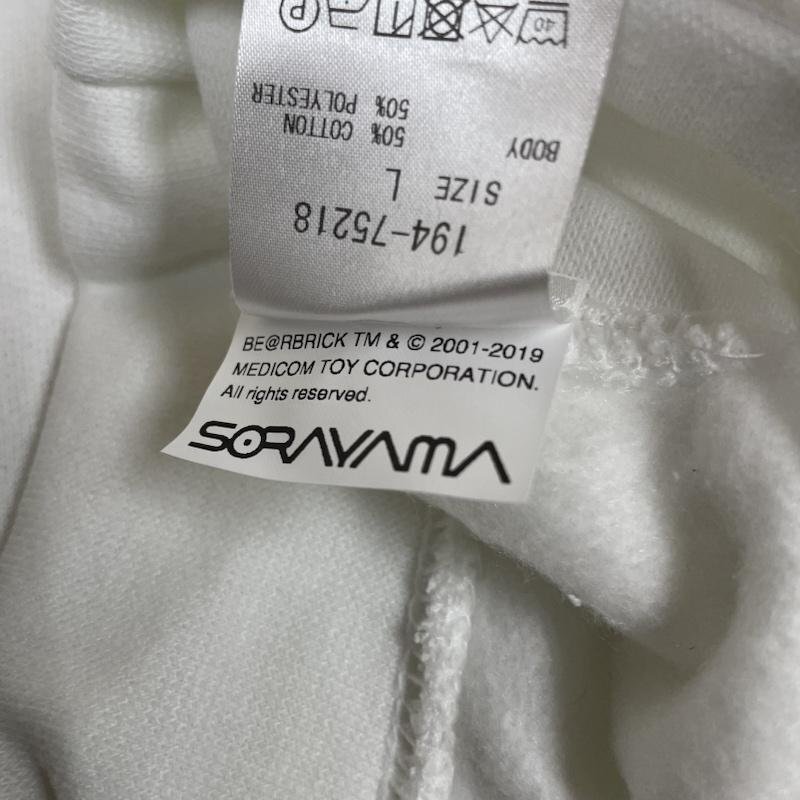 194-75218
SIZE L
BODY
50% COTTON
50% POLYESTER
40
P
BE@RBRICK TM & © 2001-2019
MEDICOM TOY CORPORATION.
All rights reserved.
SORAYAMA